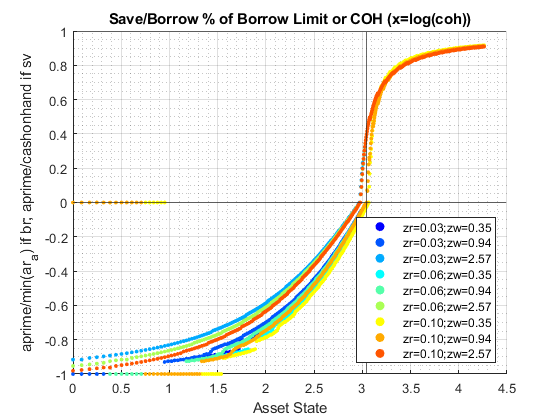 Save/Borrow % of Borrow Limit or COH (x=log(coh))
aprime/min(ar_a) if br; aprime/cashonhand if sv
1
0.8
0.6
0.4
0.2
0
-0.2
-0.4
-0.6
-0.8
-1
zr=0.03;zw=0.35
zr=0.03;zw=0.94
zr=0.03;zw=2.57
zr=0.06;zw=0.35
zr=0.06;zw=0.94
zr=0.06;zw=2.57
zr=0.10;zw=0.35
zr=0.10;zw=0.94
zr=0.10;zw=2.57
0 0.5 1 1.5 2 2.5 3 3.5 4 4.5
Asset State